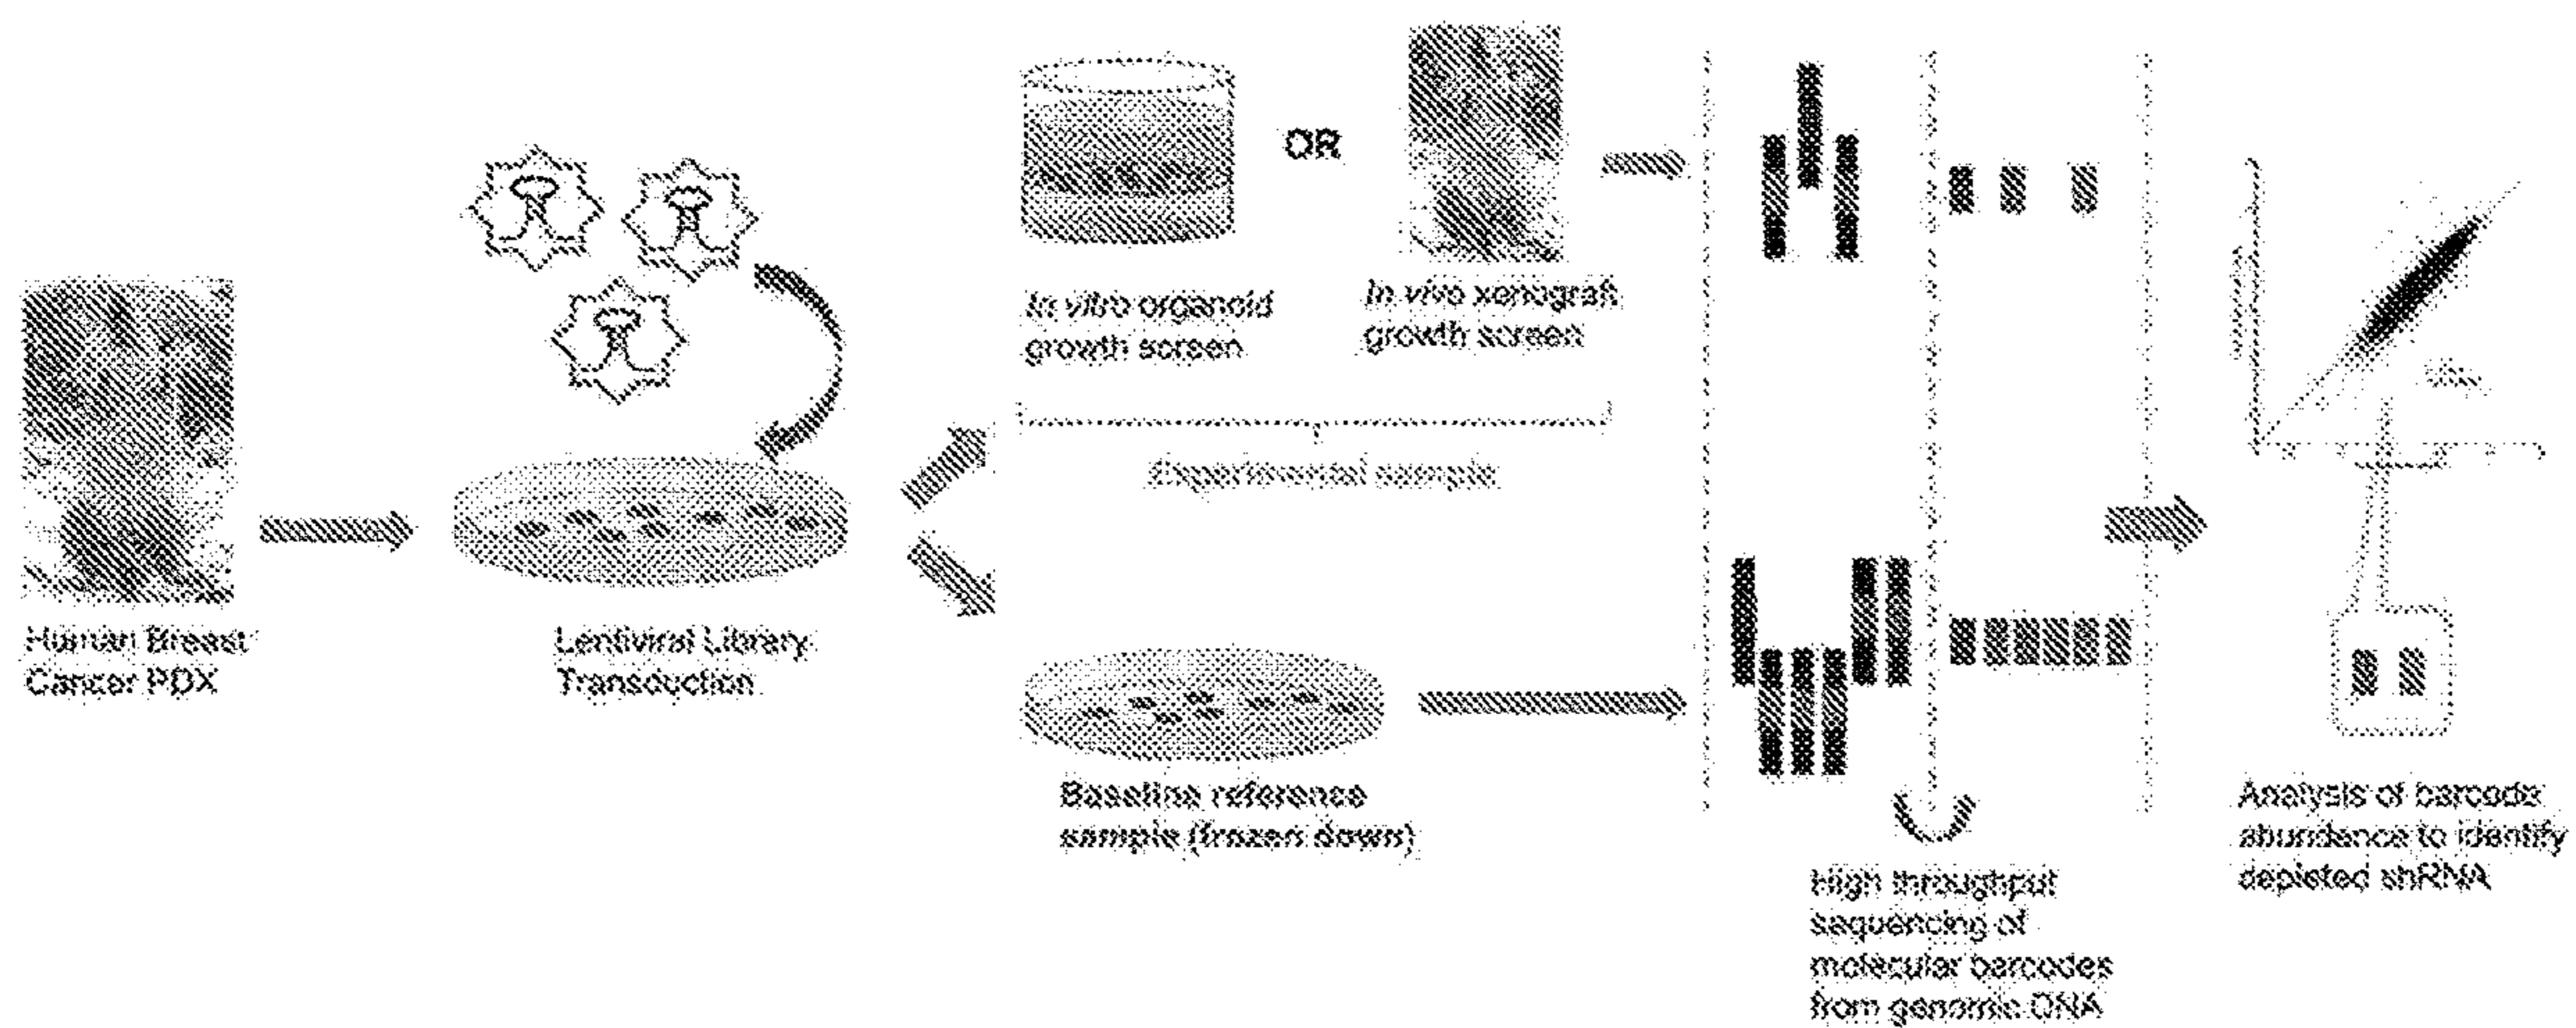 Human Breast
Cancer PDX
Lentiviral Library
Transduction
In vitro organoid
growth screen
OR
In vivo xenograft
growth screen
Experimental sample
Baseline reference
sample (frozen down)
High throughput
sequencing of
molecular barcodes
from genomic DNA
Analysis of barcode
abundance to identify
depleted shRNA